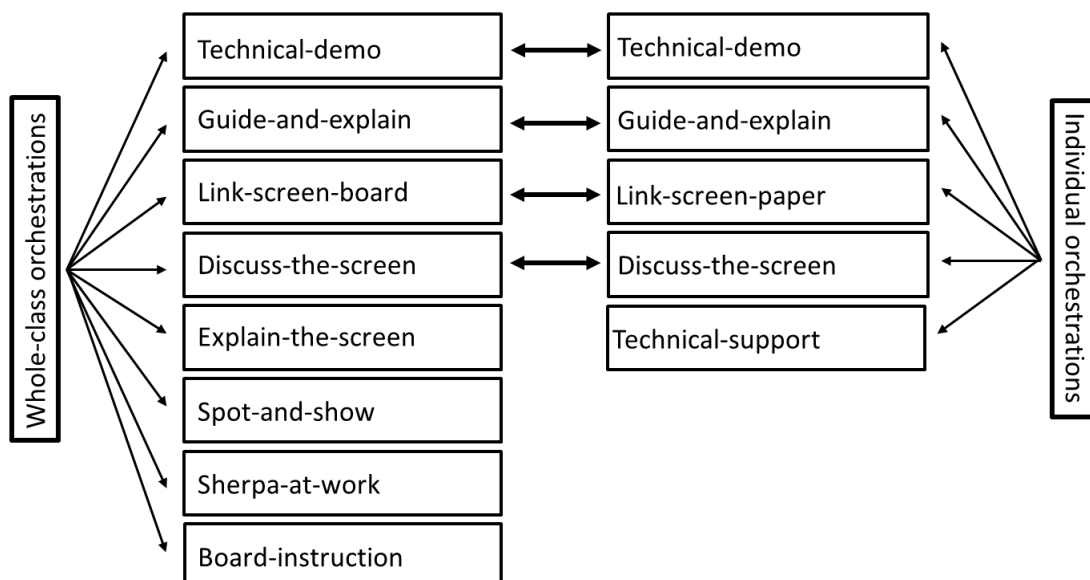 Whole-class orchestrations
Technical-demo
Guide-and-explain
Link-screen-board
Discuss-the-screen
Explain-the-screen
Spot-and-show
Sherpa-at-work
Board-instruction
Technical-demo
Guide-and-explain
Link-screen-paper
Discuss-the-screen
Technical-support
Individual orchestrations